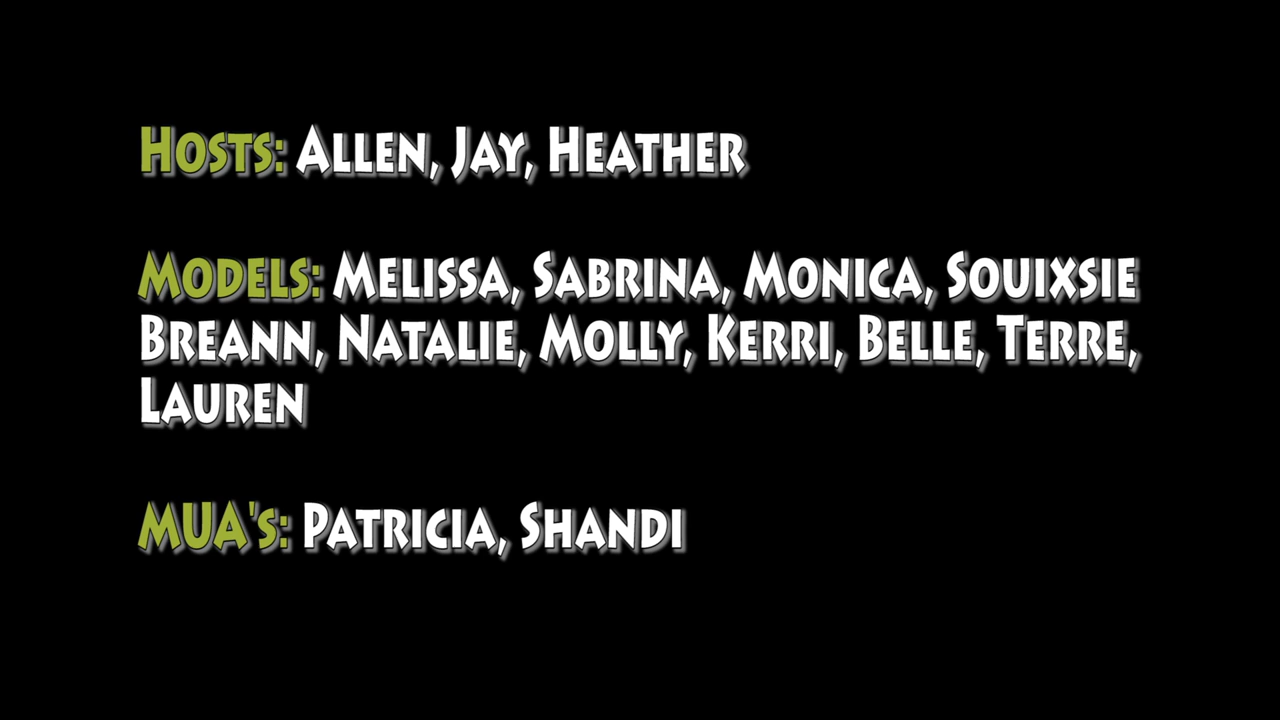 Hosts: Allen, Jay, Heather
Models: Melissa, Sabrina, Monica, Souixsie
Breann, Natalie, Molly, Kerri, Belle, Terre,
Lauren
MUA's: Patricia, Shandi